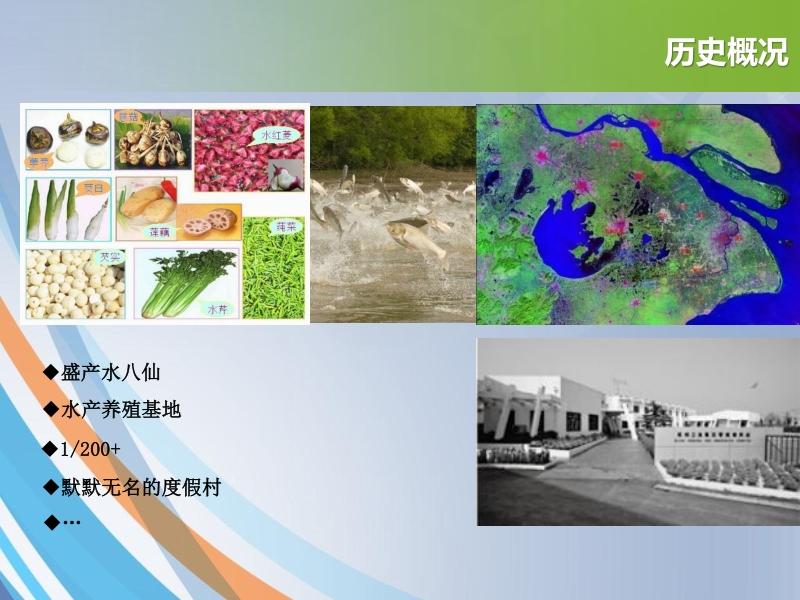 历史概况
荸荠
慈菇
水红菱
茭白
莲藕
莼菜
芡实
水芹
◆盛产水八仙
◆水产养殖基地
◆1/200+
◆默默无名的度假村
◆…